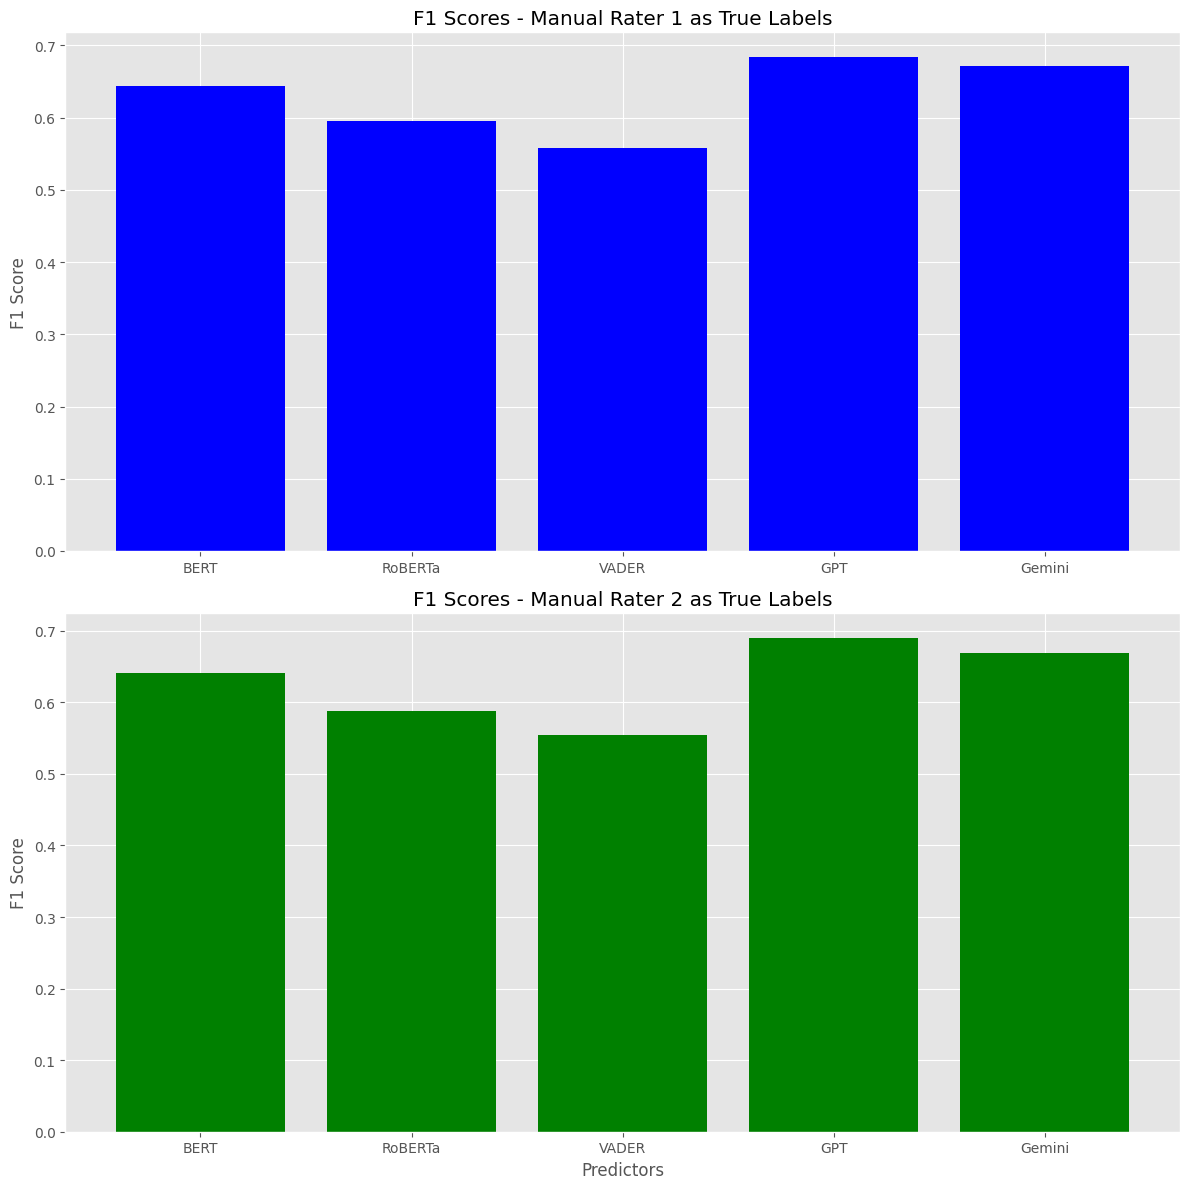 F1 Scores - Manual Rater 1 as True Labels
0.7
0.6
0.5
0.4
0.3
0.2
0.1
0.0
F1 Score
BERT RoBERTa VADER GPT Gemini
F1 Scores - Manual Rater 2 as True Labels
0.7
0.6
0.5
0.4
0.3
0.2
0.1
0.0
F1 Score
BERT RoBERTa VADER GPT Gemini
Predictors